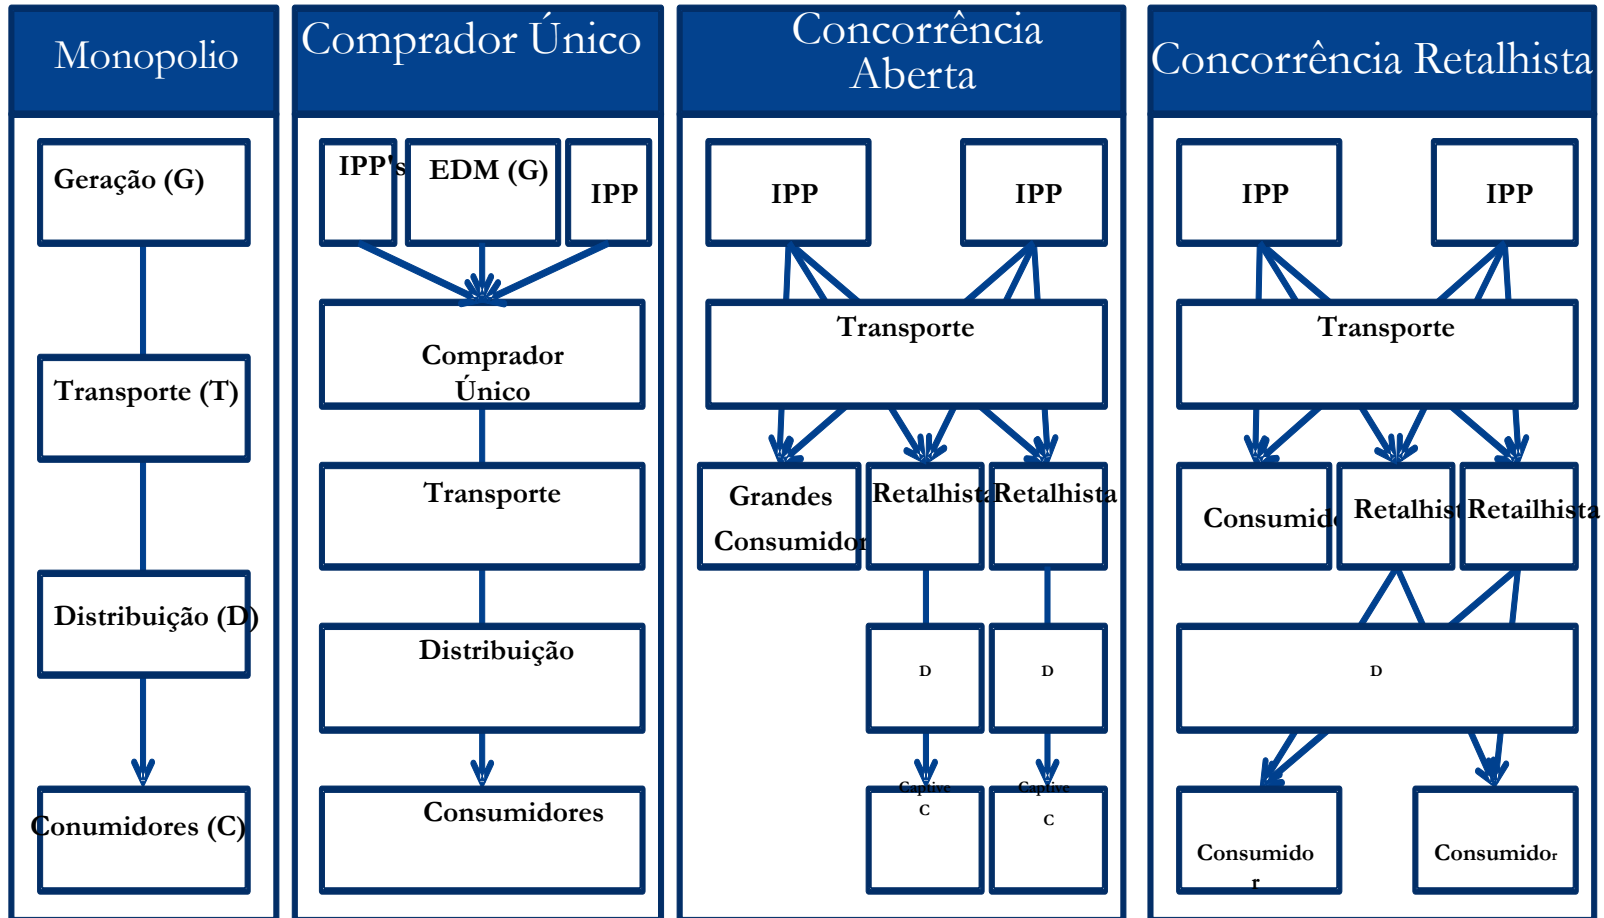 Monopolio
Geração (G)
Transporte (T)
Distribuição (D)
Conumidores (C)
Comprador Único
IPP's
EDM (G)
IPP
Comprador
Único
Transporte
Distribuição
Consumidores
Concorrência
Aberta
IPP
IPP
Transporte
Grandes
Consumidor
Retalhista
Retalhista
D
D
Captive
C
Captive
C
Concorrência Retalhista
IPP
IPP
Transporte
Consumido
Retalhist
Retailhista
D
Consumido
r
Consumidor